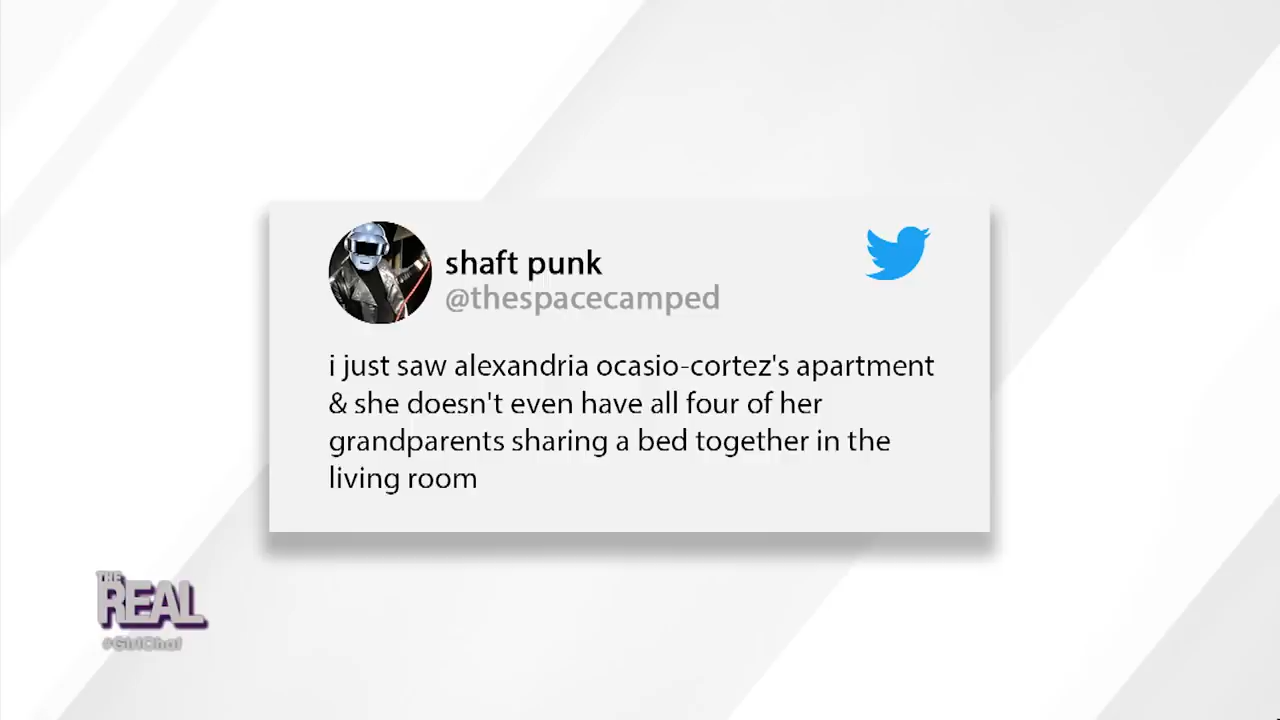 shaft punk
@thespacecamped
i just saw alexandria ocasio-cortez's apartment
& she doesn't even have all four of her
grandparents sharing a bed together in the
living room
THE
REAL
#GirlChat